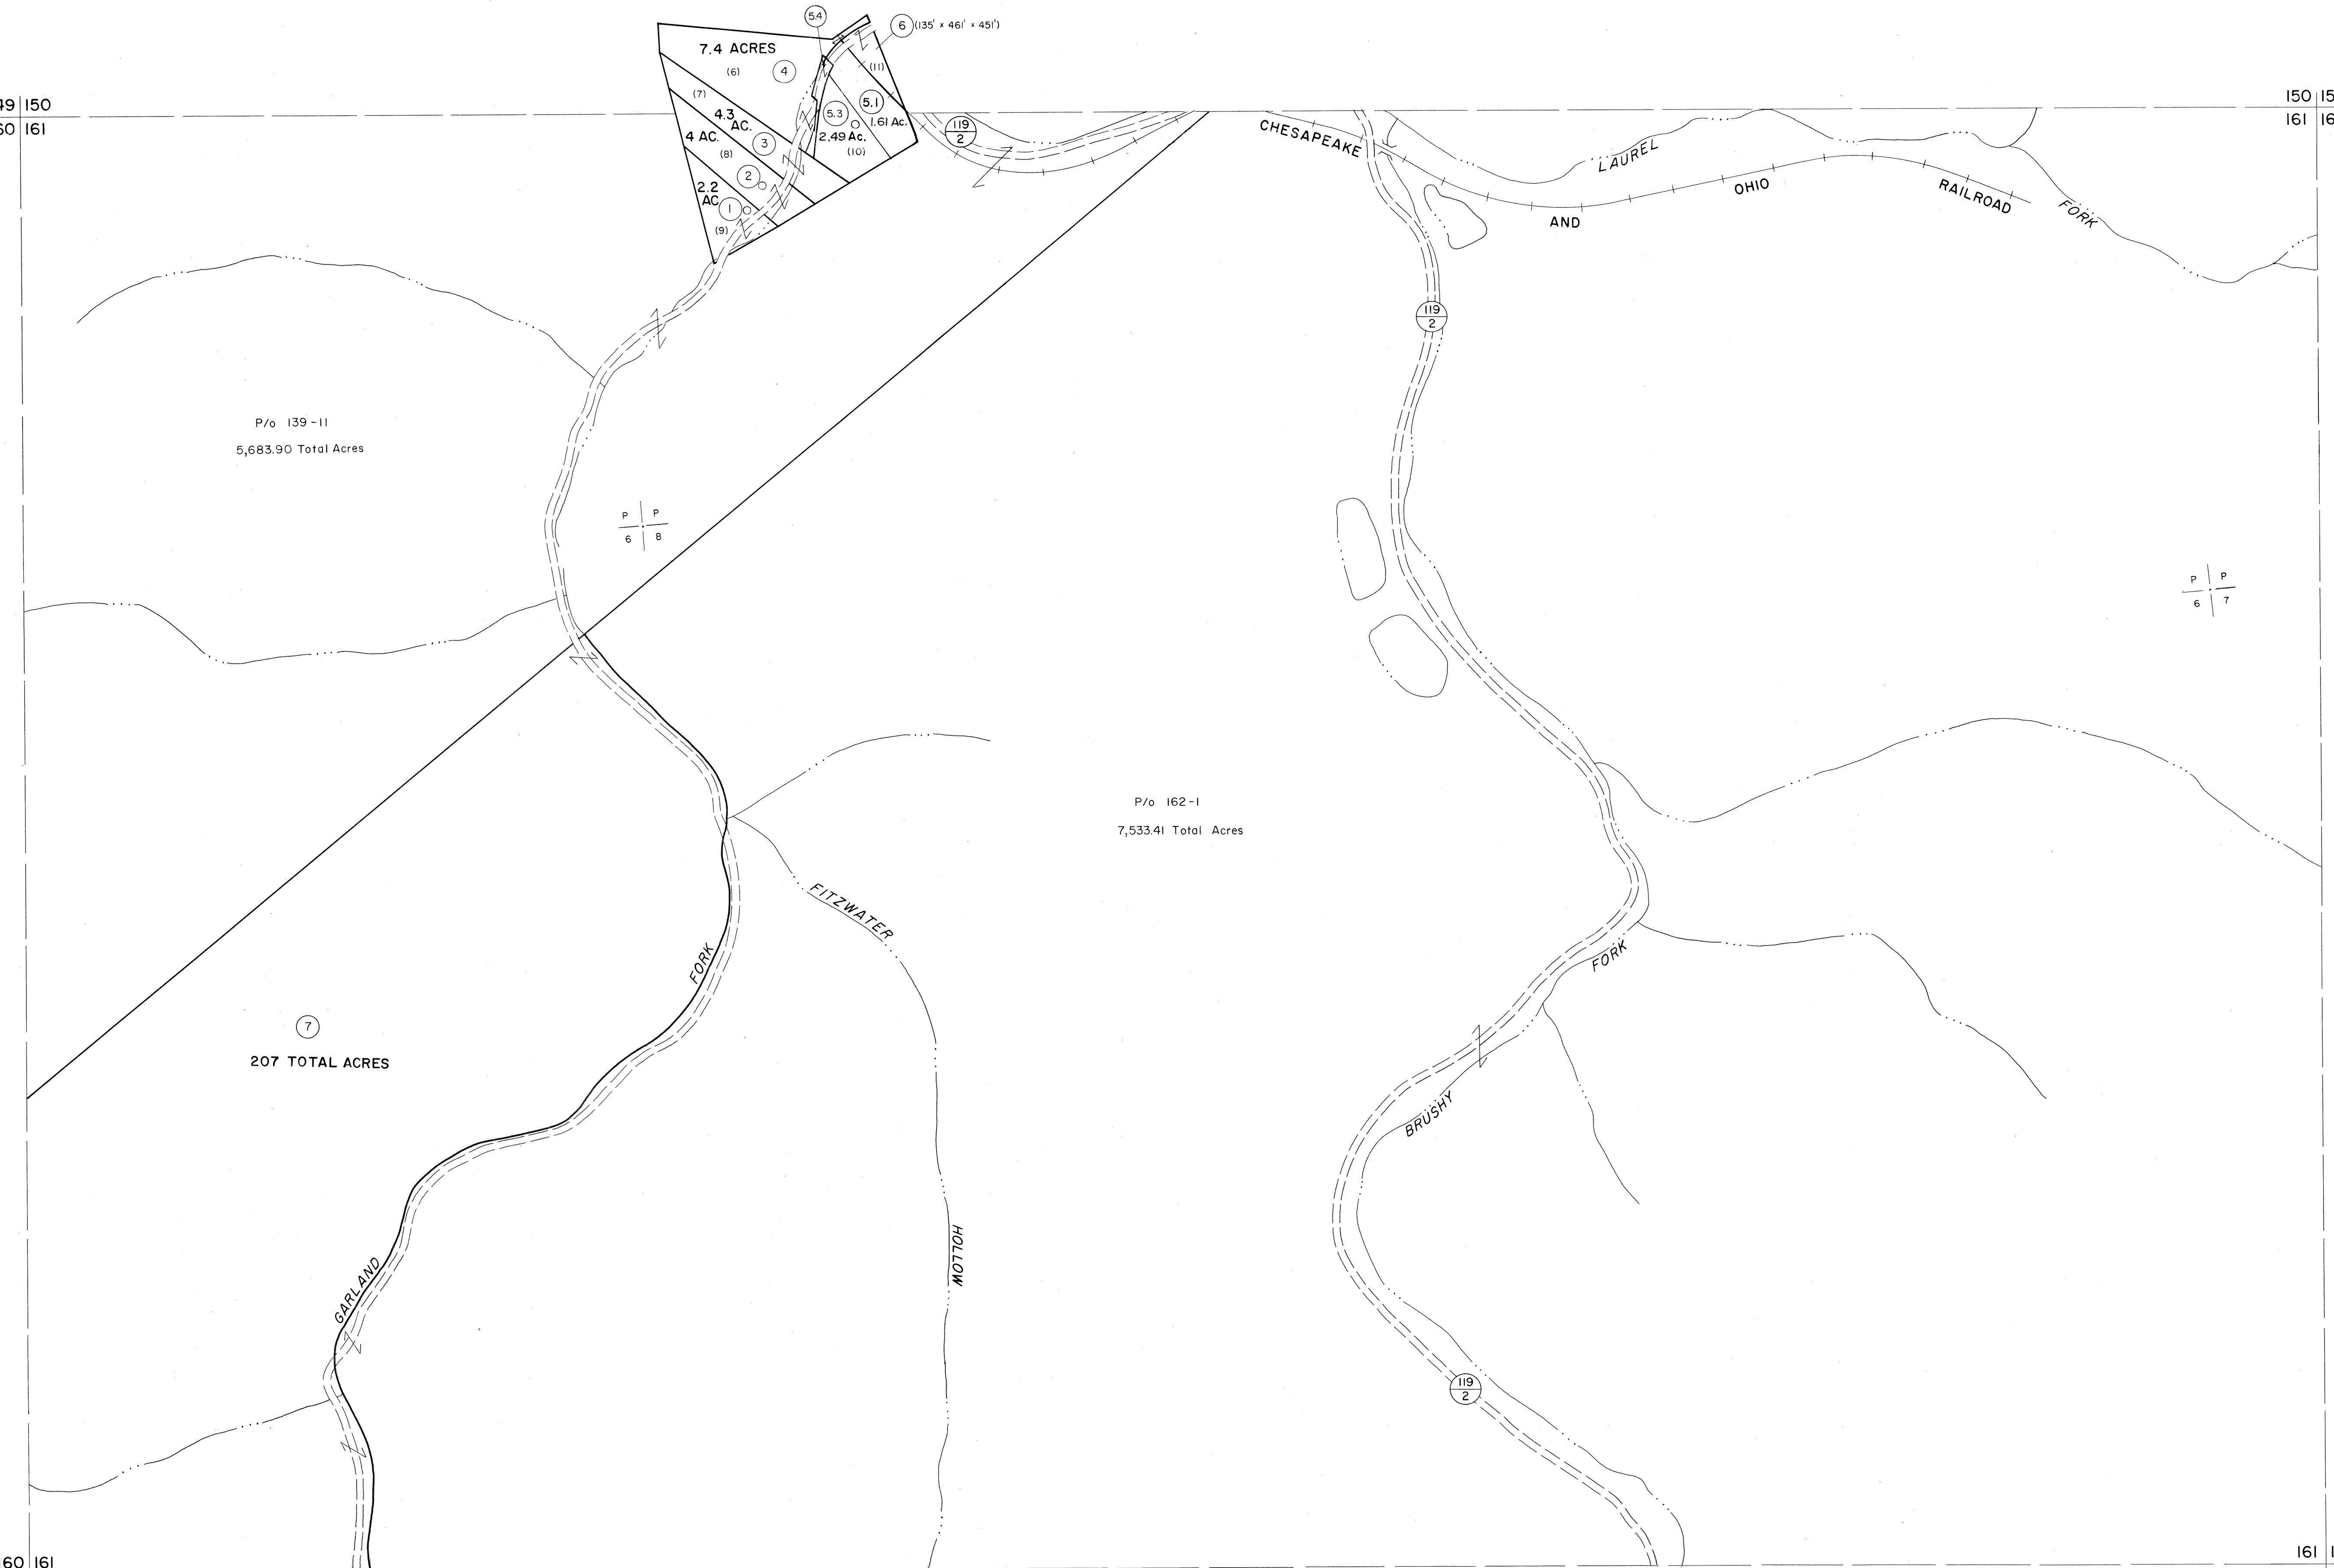 5.4
6 (135' x 461' x 451')
7.4 ACRES
(6)
4
(11)
(7)
4.3
AC.
5.3
5.1
1.61 Ac.
2.49 Ac.
(10)
4 AC.
(8)
3
2
2.2
AC
1
(9)
49 150
60 161
150 15
161 16
119
2
CHESAPEAKE
AND
OHIO
RAILROAD
LAUREL
FORK
119
2
P/o 139-11
5,683.90 Total Acres
P P
6 8
P P
6 7
P/o 162-1
7,533.41 Total Acres
FITZWATER
HOLLOW
FORK
GARLAND
7
207 TOTAL ACRES
FORK
BRUSHY
119
2
160 161
161 1